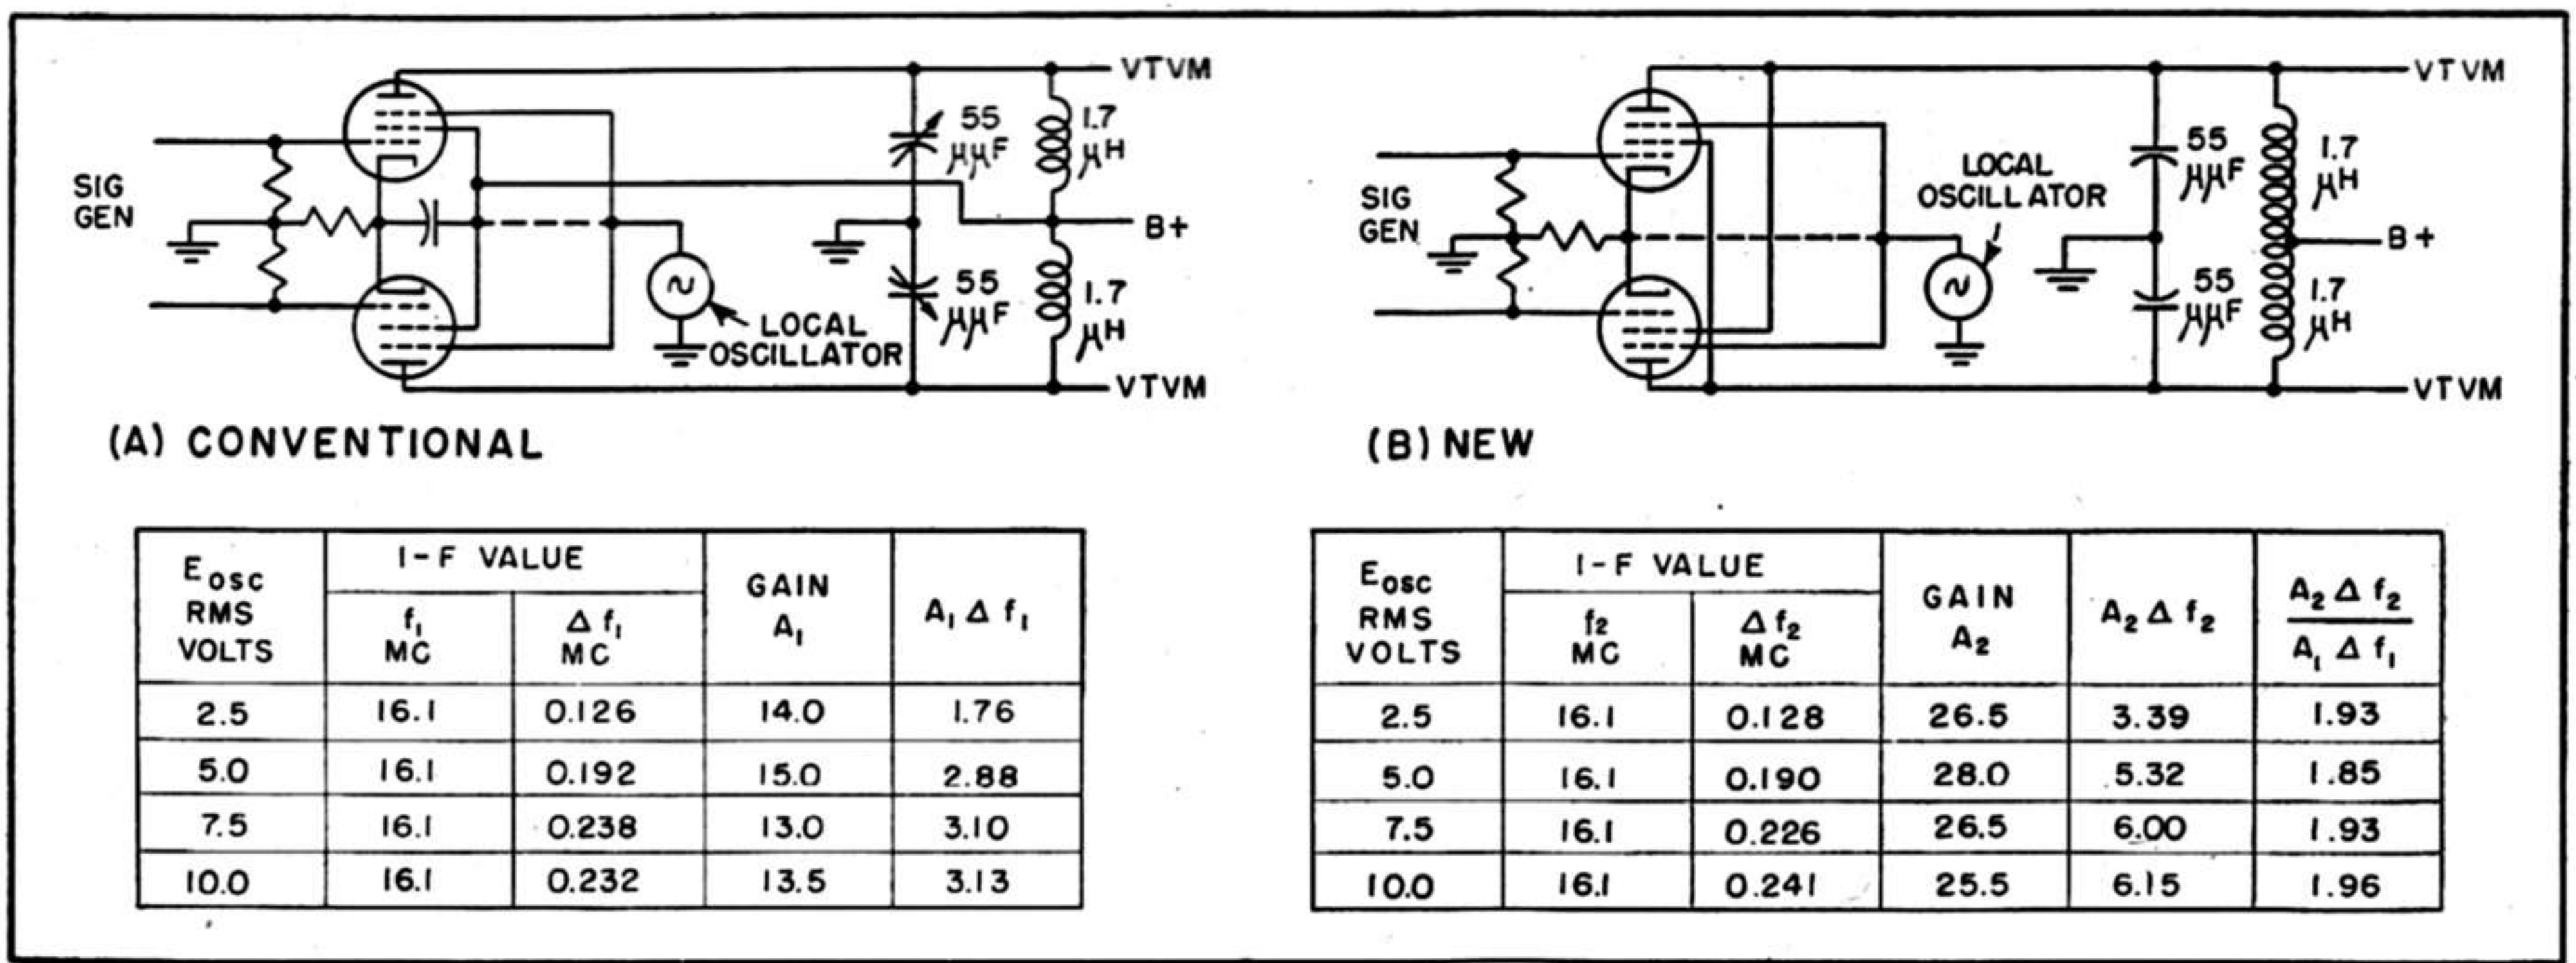 VTVM
55
μμF
1.7
μH
SIG
GEN
B+
55
μμF
1.7
μH
LOCAL
OSCILLATOR
VTVM
(A) CONVENTIONAL
VTVM
55
μμF
1.7
μH
LOCAL
OSCILLATOR
SIG
GEN
B+
55
μμF
1.7
μH
VTVM
(B) NEW
E OSC RMS VOLTS
I-F VALUE
GAIN A₁
A₁ Δ f₁
f₁ MC
Δ f₁ MC
2.5 16.1 0.126 14.0 1.76
5.0 16.1 0.192 15.0 2.88
7.5 16.1 0.238 13.0 3.10
10.0 16.1 0.232 13.5 3.13
E OSC RMS VOLTS
I-F VALUE
GAIN A₂
A₂ Δ f₂
A₂ Δ f₂
A₁ Δ f₁
f₂ MC
Δ f₂ MC
2.5 16.1 0.128 26.5 3.39 1.93
5.0 16.1 0.190 28.0 5.32 1.85
7.5 16.1 0.226 26.5 6.00 1.93
10.0 16.1 0.241 25.5 6.15 1.96